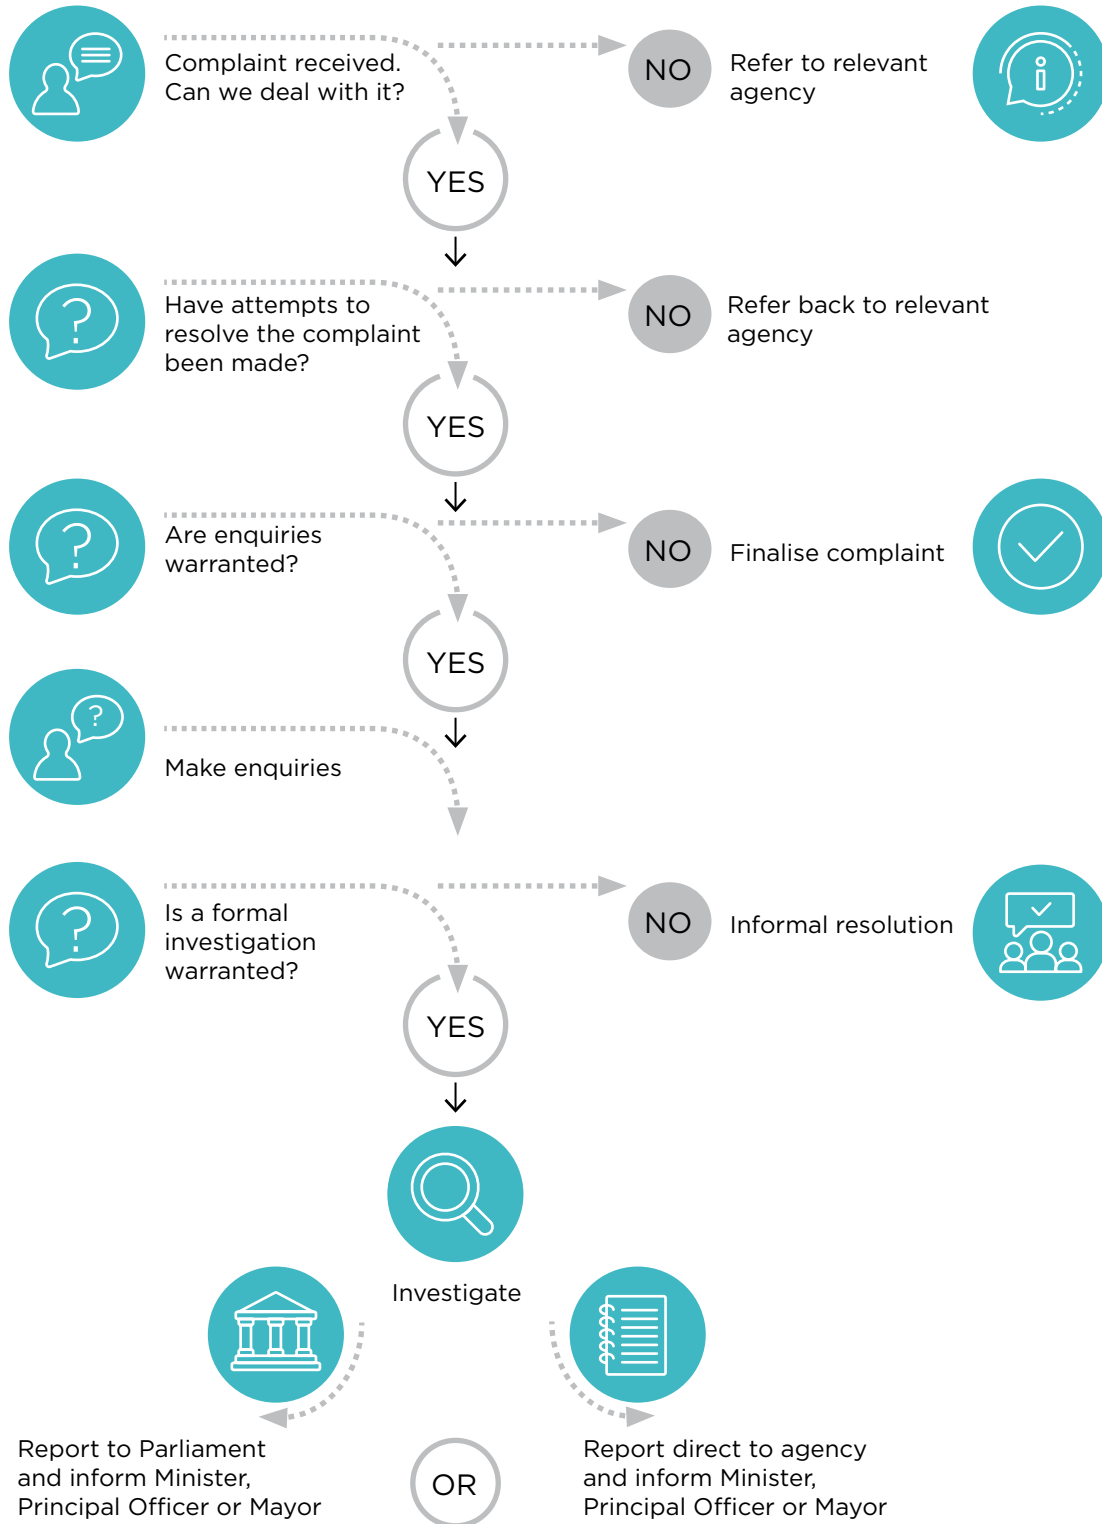 Complaint received.
Can we deal with it?
NO
Refer to relevant
agency
YES
Have attempts to
resolve the complaint
been made?
NO
Refer back to relevant
agency
YES
Are enquiries
warranted?
NO
Finalise complaint
YES
Make enquiries
Is a formal
investigation
warranted?
NO
Informal resolution
YES
Investigate
Report to Parliament
and inform Minister,
Principal Officer or Mayor
OR
Report direct to agency
and inform Minister,
Principal Officer or Mayor